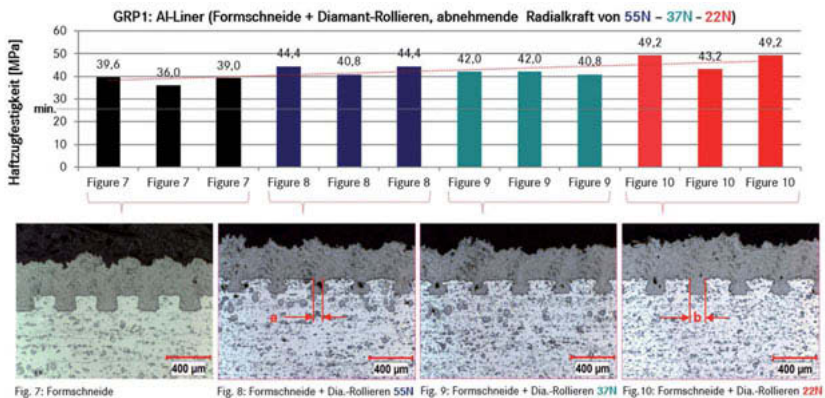 GRP1: Al-Liner (Formschneide + Diamant-Rollieren, abnehmende Radialkraft von 55N – 37N - 22N)
Haftzugfestigkeit [MPa]
60
50
40
30
min.
20
10
0
39,6
36,0
39,0
44,4
40,8
44,4
42,0
42,0
40,8
49,2
43,2
49,2
Figure 7
Figure 7
Figure 7
Figure 8
Figure 8
Figure 8
Figure 9
Figure 9
Figure 9
Figure 10
Figure 10
Figure 10
400 µm
a
400 µm
400 µm
b
400 µm
Fig. 7: Formschneide
Fig. 8: Formschneide + Dia.-Rollieren 55N
Fig. 9: Formschneide + Dia.-Rollieren 37N
Fig.10: Formschneide + Dia.-Rollieren 22N